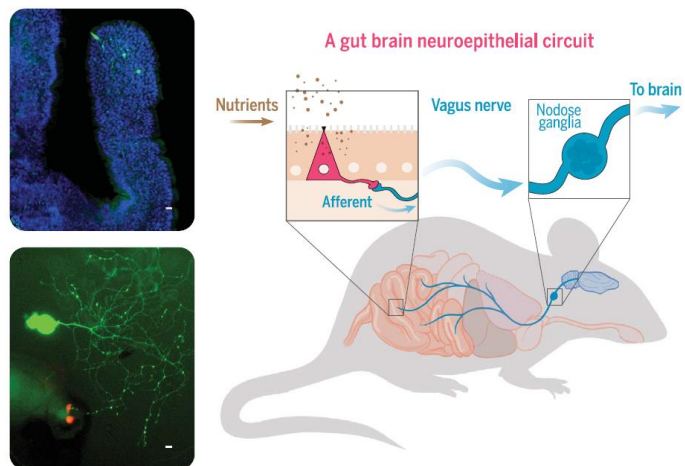 A gut brain neuroepithelial circuit
Nutrients
Vagus nerve
Nodose
ganglia
To brain
Afferent